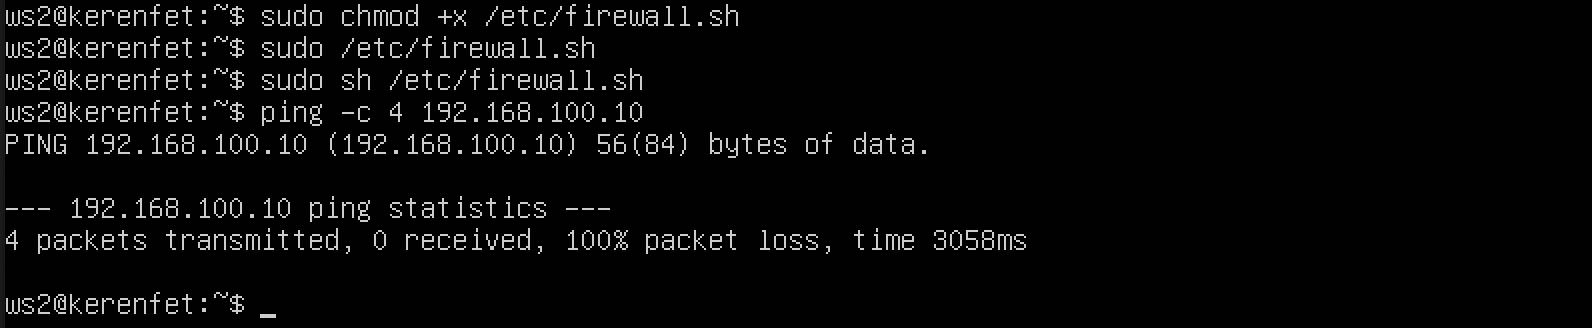 ws2@kerenfet:~$ sudo chmod +x /etc/firewall.sh
ws2@kerenfet:~$ sudo /etc/firewall.sh
ws2@kerenfet:~$ sudo sh /etc/firewall.sh
ws2@kerenfet:~$ ping -c 4 192.168.100.10
PING 192.168.100.10 (192.168.100.10) 56(84) bytes of data.
--- 192.168.100.10 ping statistics ---
4 packets transmitted, 0 received, 100% packet loss, time 3058ms
ws2@kerenfet:~$ _